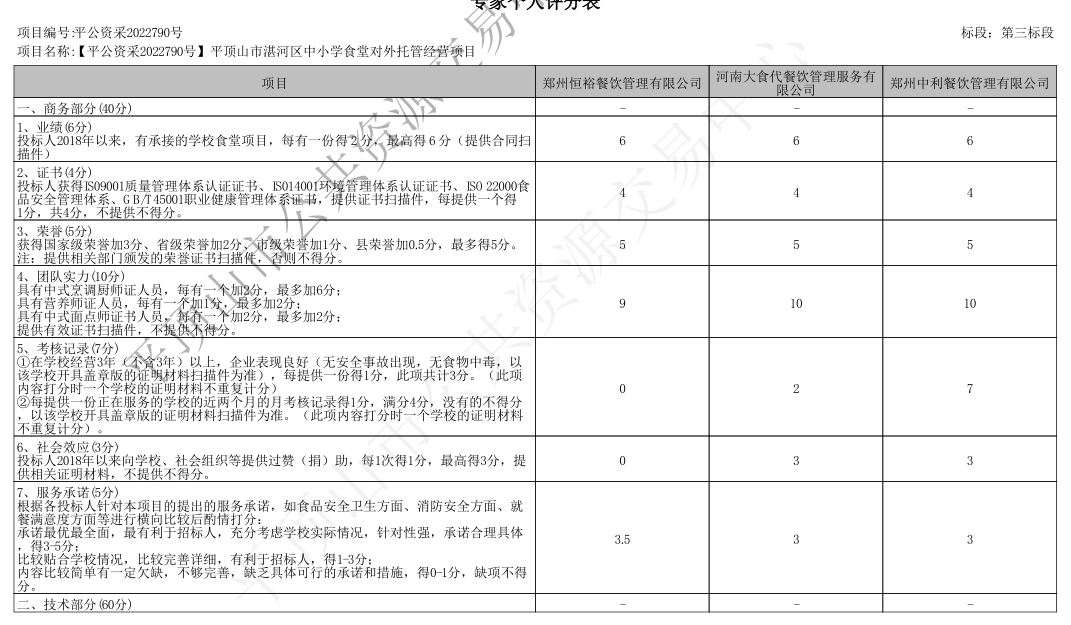 专家个人评分表
项目编号:平公资采2022790号
标段：第三标段
项目名称:【平公资采2022790号】平顶山市湛河区中小学食堂对外托管经营项目
项目
郑州恒裕餐饮管理有限公司
河南大食代餐饮管理服务有
限公司
郑州中利餐饮管理有限公司
一、商务部分(40分)
–
–
–
1、业绩(6分)
投标人2018年以来，有承接的学校食堂项目，每有一份得２分，最高得６分（提供合同扫
描件）
6
6
6
2、证书(4分)
投标人获得ISO9001质量管理体系认证证书、ISO14001环境管理体系认证证书、ISO 22000食
品安全管理体系、GB/T45001职业健康管理体系证书，提供证书扫描件，每提供一个得
1分，共4分，不提供不得分。
4
4
4
3、荣誉(5分)
获得国家级荣誉加3分、省级荣誉加2分、市级荣誉加1分、县荣誉加0.5分，最多得5分。
注：提供相关部门颁发的荣誉证书扫描件，否则不得分。
5
5
5
4、团队实力(10分)
具有中式烹调厨师证人员，每有一个加2分，最多加6分；
具有营养师证人员，每有一个加1分，最多加2分；
具有中式面点师证书人员，每有一个加2分，最多加2分；
提供有效证书扫描件，不提供不得分。
9
10
10
5、考核记录(7分)
①在学校经营3年（不含3年）以上，企业表现良好（无安全事故出现，无食物中毒，以
该学校开具盖章版的证明材料扫描件为准），每提供一份得1分，此项共计3分。（此项
内容打分时一个学校的证明材料不重复计分）
②每提供一份正在服务的学校的近两个月的月考核记录得1分，满分4分，没有的不得分
，以该学校开具盖章版的证明材料扫描件为准。（此项内容打分时一个学校的证明材料
不重复计分）。
0
2
7
6、社会效应(3分)
投标人2018年以来向学校、社会组织等提供过赞（捐）助，每1次得1分，最高得3分，提
供相关证明材料，不提供不得分。
0
3
3
7、服务承诺(5分)
根据各投标人针对本项目的提出的服务承诺，如食品安全卫生方面、消防安全方面、就
餐满意度方面等进行横向比较后酌情打分：
承诺最优最全面，最有利于招标人，充分考虑学校实际情况，针对性强，承诺合理具体
，得3-5分；
比较贴合学校情况，比较完善详细，有利于招标人，得1-3分；
内容比较简单有一定欠缺，不够完善，缺乏具体可行的承诺和措施，得0-1分，缺项不得
分。
3.5
3
3
二、技术部分(60分)
–
–
–
平顶山市公共资源交易中心